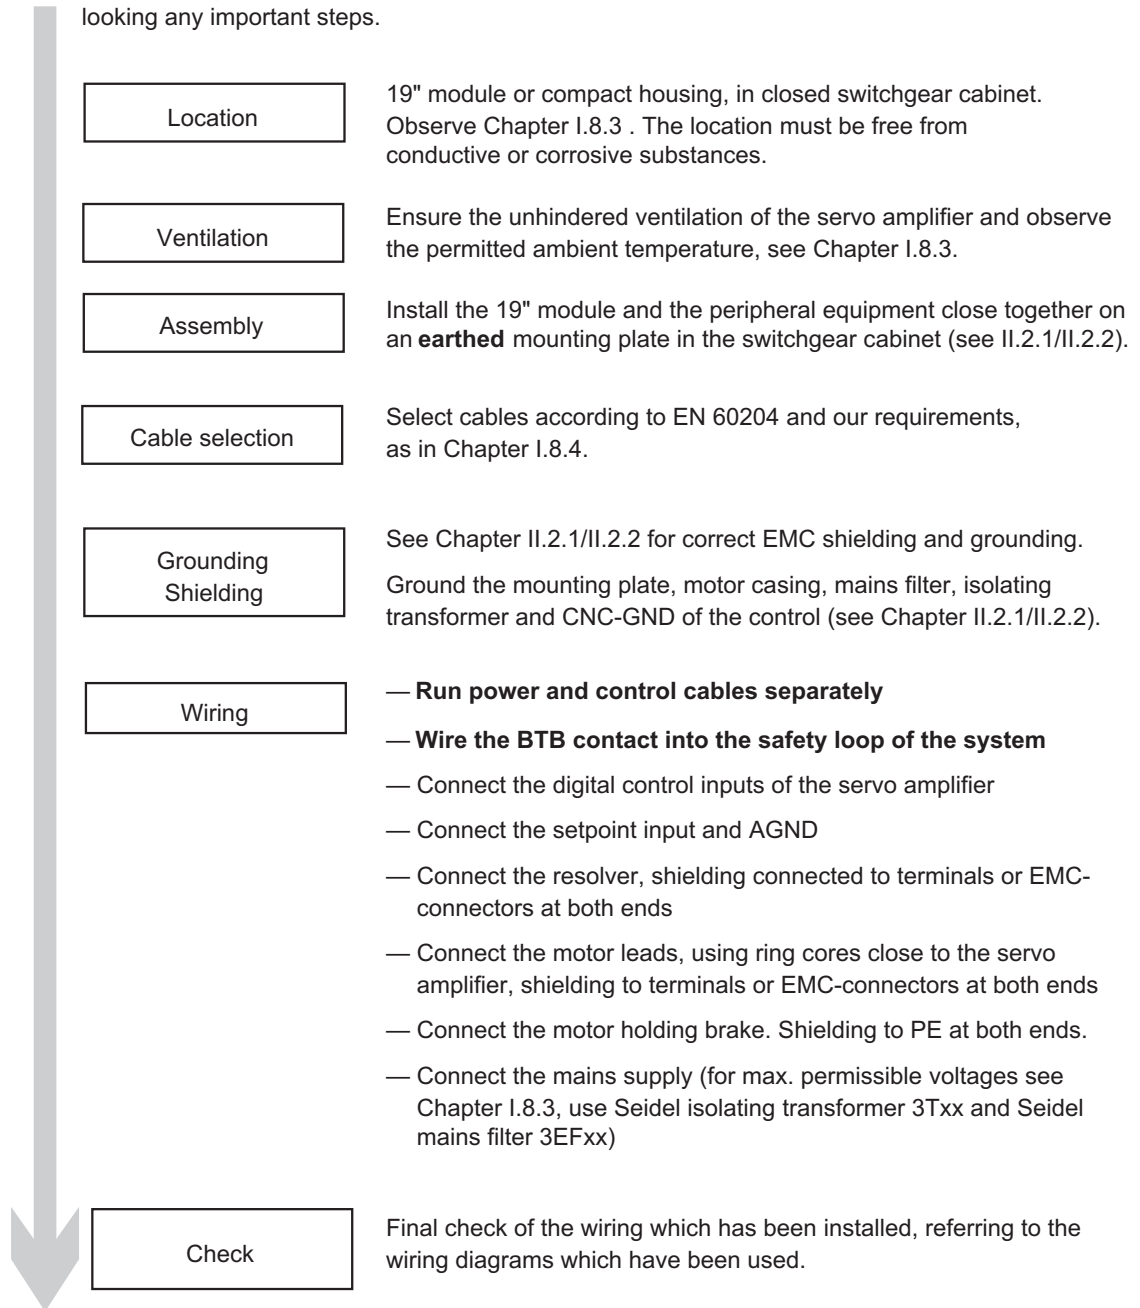 looking any important steps.
Location
19" module or compact housing, in closed switchgear cabinet.
Observe Chapter I.8.3 . The location must be free from
conductive or corrosive substances.
Ventilation
Ensure the unhindered ventilation of the servo amplifier and observe
the permitted ambient temperature, see Chapter I.8.3.
Assembly
Install the 19" module and the peripheral equipment close together on
an earthed mounting plate in the switchgear cabinet (see II.2.1/II.2.2).
Cable selection
Select cables according to EN 60204 and our requirements,
as in Chapter I.8.4.
Grounding
Shielding
See Chapter II.2.1/II.2.2 for correct EMC shielding and grounding.
Ground the mounting plate, motor casing, mains filter, isolating
transformer and CNC-GND of the control (see Chapter II.2.1/II.2.2).
Wiring
— Run power and control cables separately
— Wire the BTB contact into the safety loop of the system
— Connect the digital control inputs of the servo amplifier
— Connect the setpoint input and AGND
— Connect the resolver, shielding connected to terminals or EMC-
connectors at both ends
— Connect the motor leads, using ring cores close to the servo
amplifier, shielding to terminals or EMC-connectors at both ends
— Connect the motor holding brake. Shielding to PE at both ends.
— Connect the mains supply (for max. permissible voltages see
Chapter I.8.3, use Seidel isolating transformer 3Txx and Seidel
mains filter 3EFxx)
Check
Final check of the wiring which has been installed, referring to the
wiring diagrams which have been used.